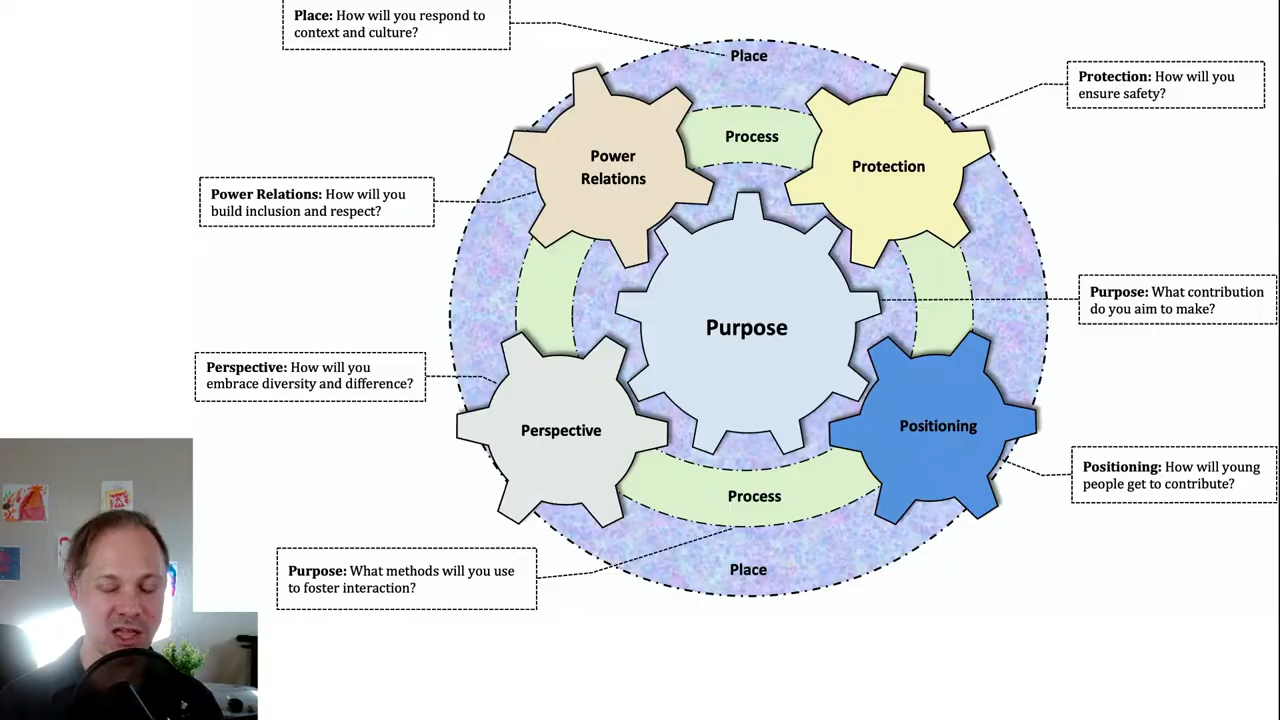 Place: How will you respond to
context and culture?
Place
Protection: How will you
ensure safety?
Process
Power
Relations
Protection
Power Relations: How will you
build inclusion and respect?
Purpose: What contribution
do you aim to make?
Purpose
Perspective: How will you
embrace diversity and difference?
Perspective
Positioning
Positioning: How will young
people get to contribute?
Process
Purpose: What methods will you use
to foster interaction?
Place